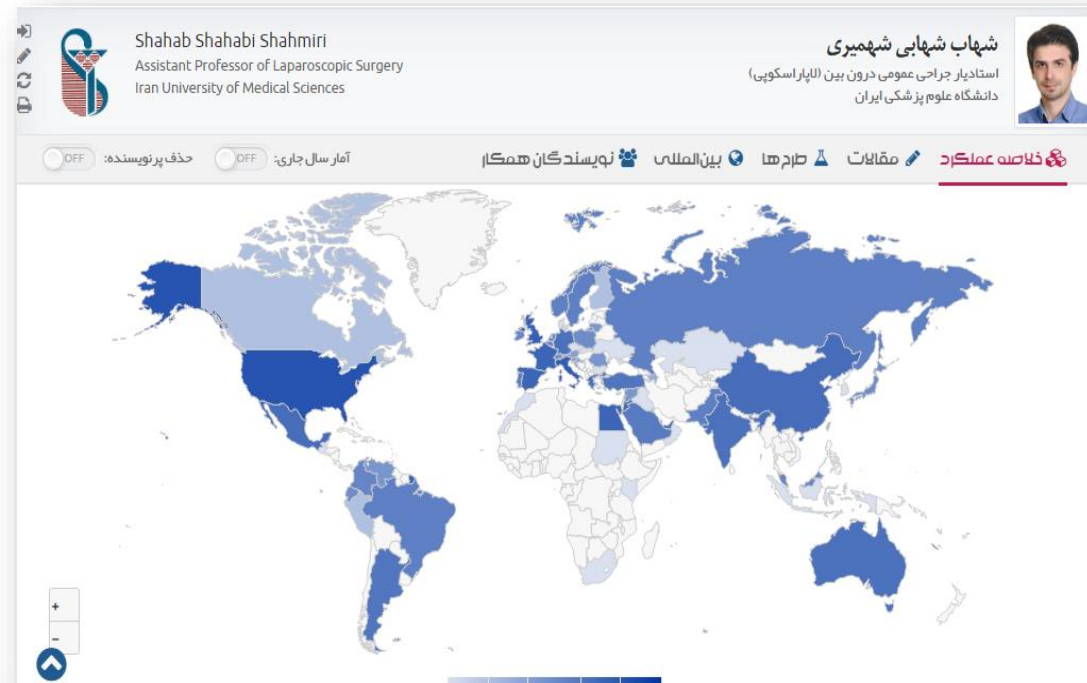 Shahab Shahabi Shahmiri
Assistant Professor of Laparoscopic Surgery
Iran University of Medical Sciences
شهاب شهابی شهمیری
استادیار جراحی عمومی درون بین (لاپاراسکوپی)
دانشگاه علوم پزشکی ایران
خلاصه عملکرد مقالات طرح‌ها بین‌المللی نویسندگان همکار آمار سال جاری: OFF حذف پرنویسنده: OFF
+
−